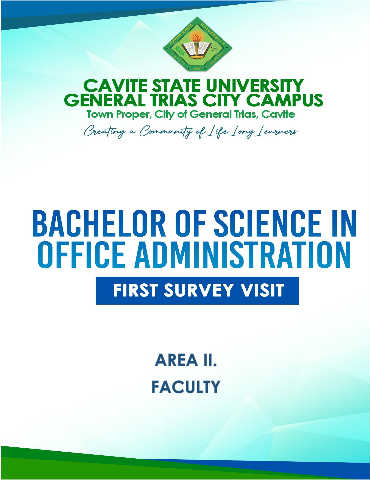 CAVITE STATE UNIVERSITY
GENERAL TRIAS CITY CAMPUS
Town Proper, City of General Trias, Cavite
Creating a Community of Life Long Learners
BACHELOR OF SCIENCE IN
OFFICE ADMINISTRATION
FIRST SURVEY VISIT
AREA II.
FACULTY